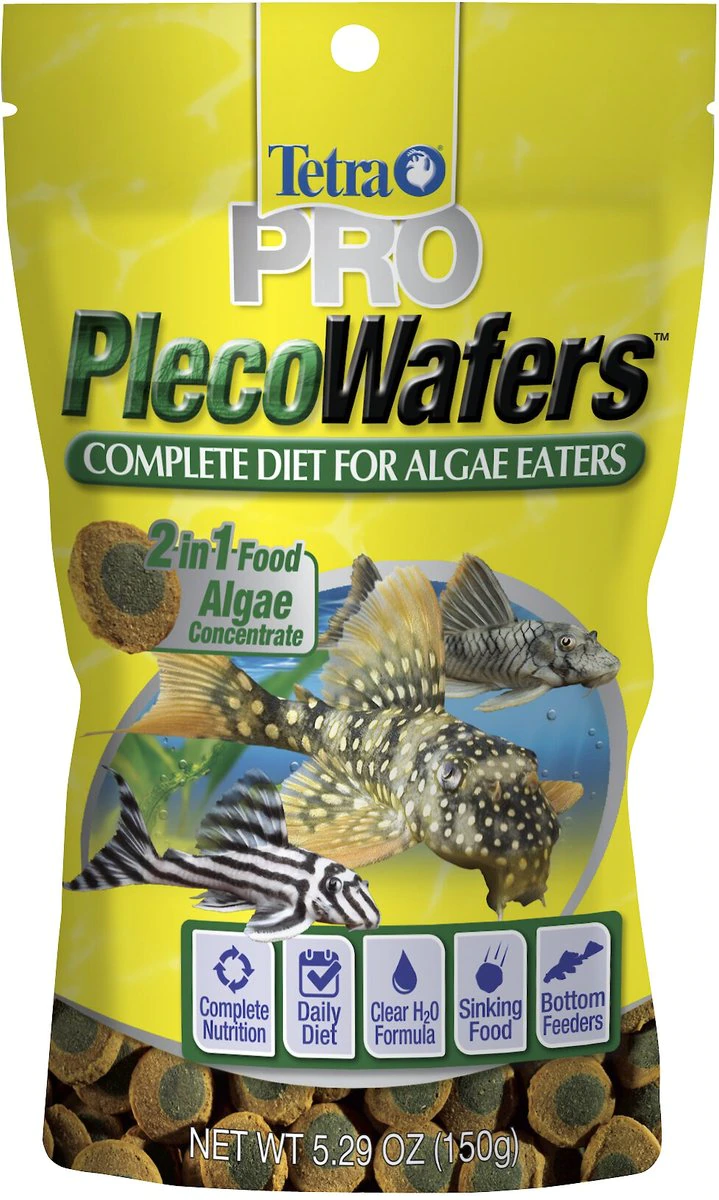 Tetra
PRO
PlecoWafers™
COMPLETE DIET FOR ALGAE EATERS
2-in-1 Food
Algae
Concentrate
Complete
Nutrition
Daily
Diet
Clear H₂O
Formula
Sinking
Food
Bottom
Feeders
NET WT 5.29 OZ (150g)